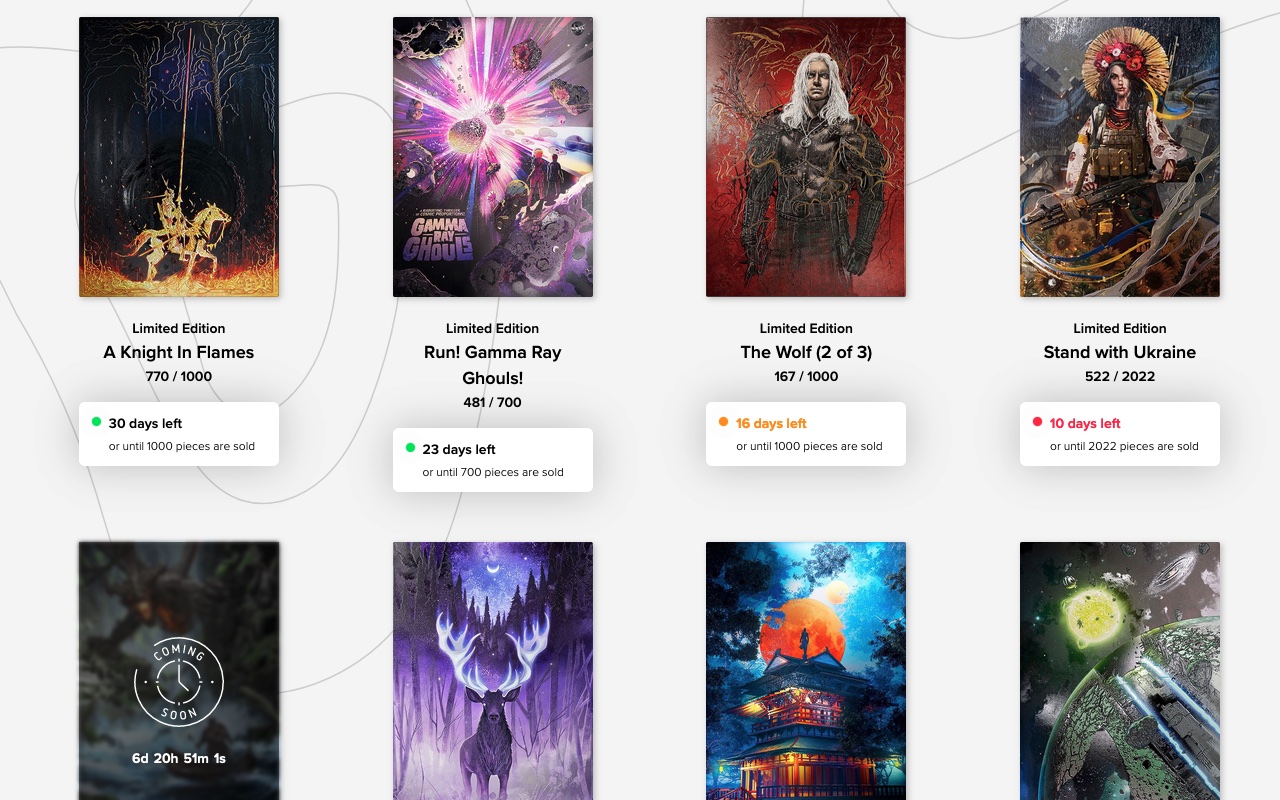 A RADIATING THRILLER
OF COSMIC PROPORTIONS!
GAMMA
RAY
GHOULS
Limited Edition
A Knight In Flames
770 / 1000
30 days left
or until 1000 pieces are sold
Limited Edition
Run! Gamma Ray
Ghouls!
481 / 700
23 days left
or until 700 pieces are sold
Limited Edition
The Wolf (2 of 3)
167 / 1000
16 days left
or until 1000 pieces are sold
Limited Edition
Stand with Ukraine
522 / 2022
10 days left
or until 2022 pieces are sold
COMING
SOON
6d 20h 51m 1s